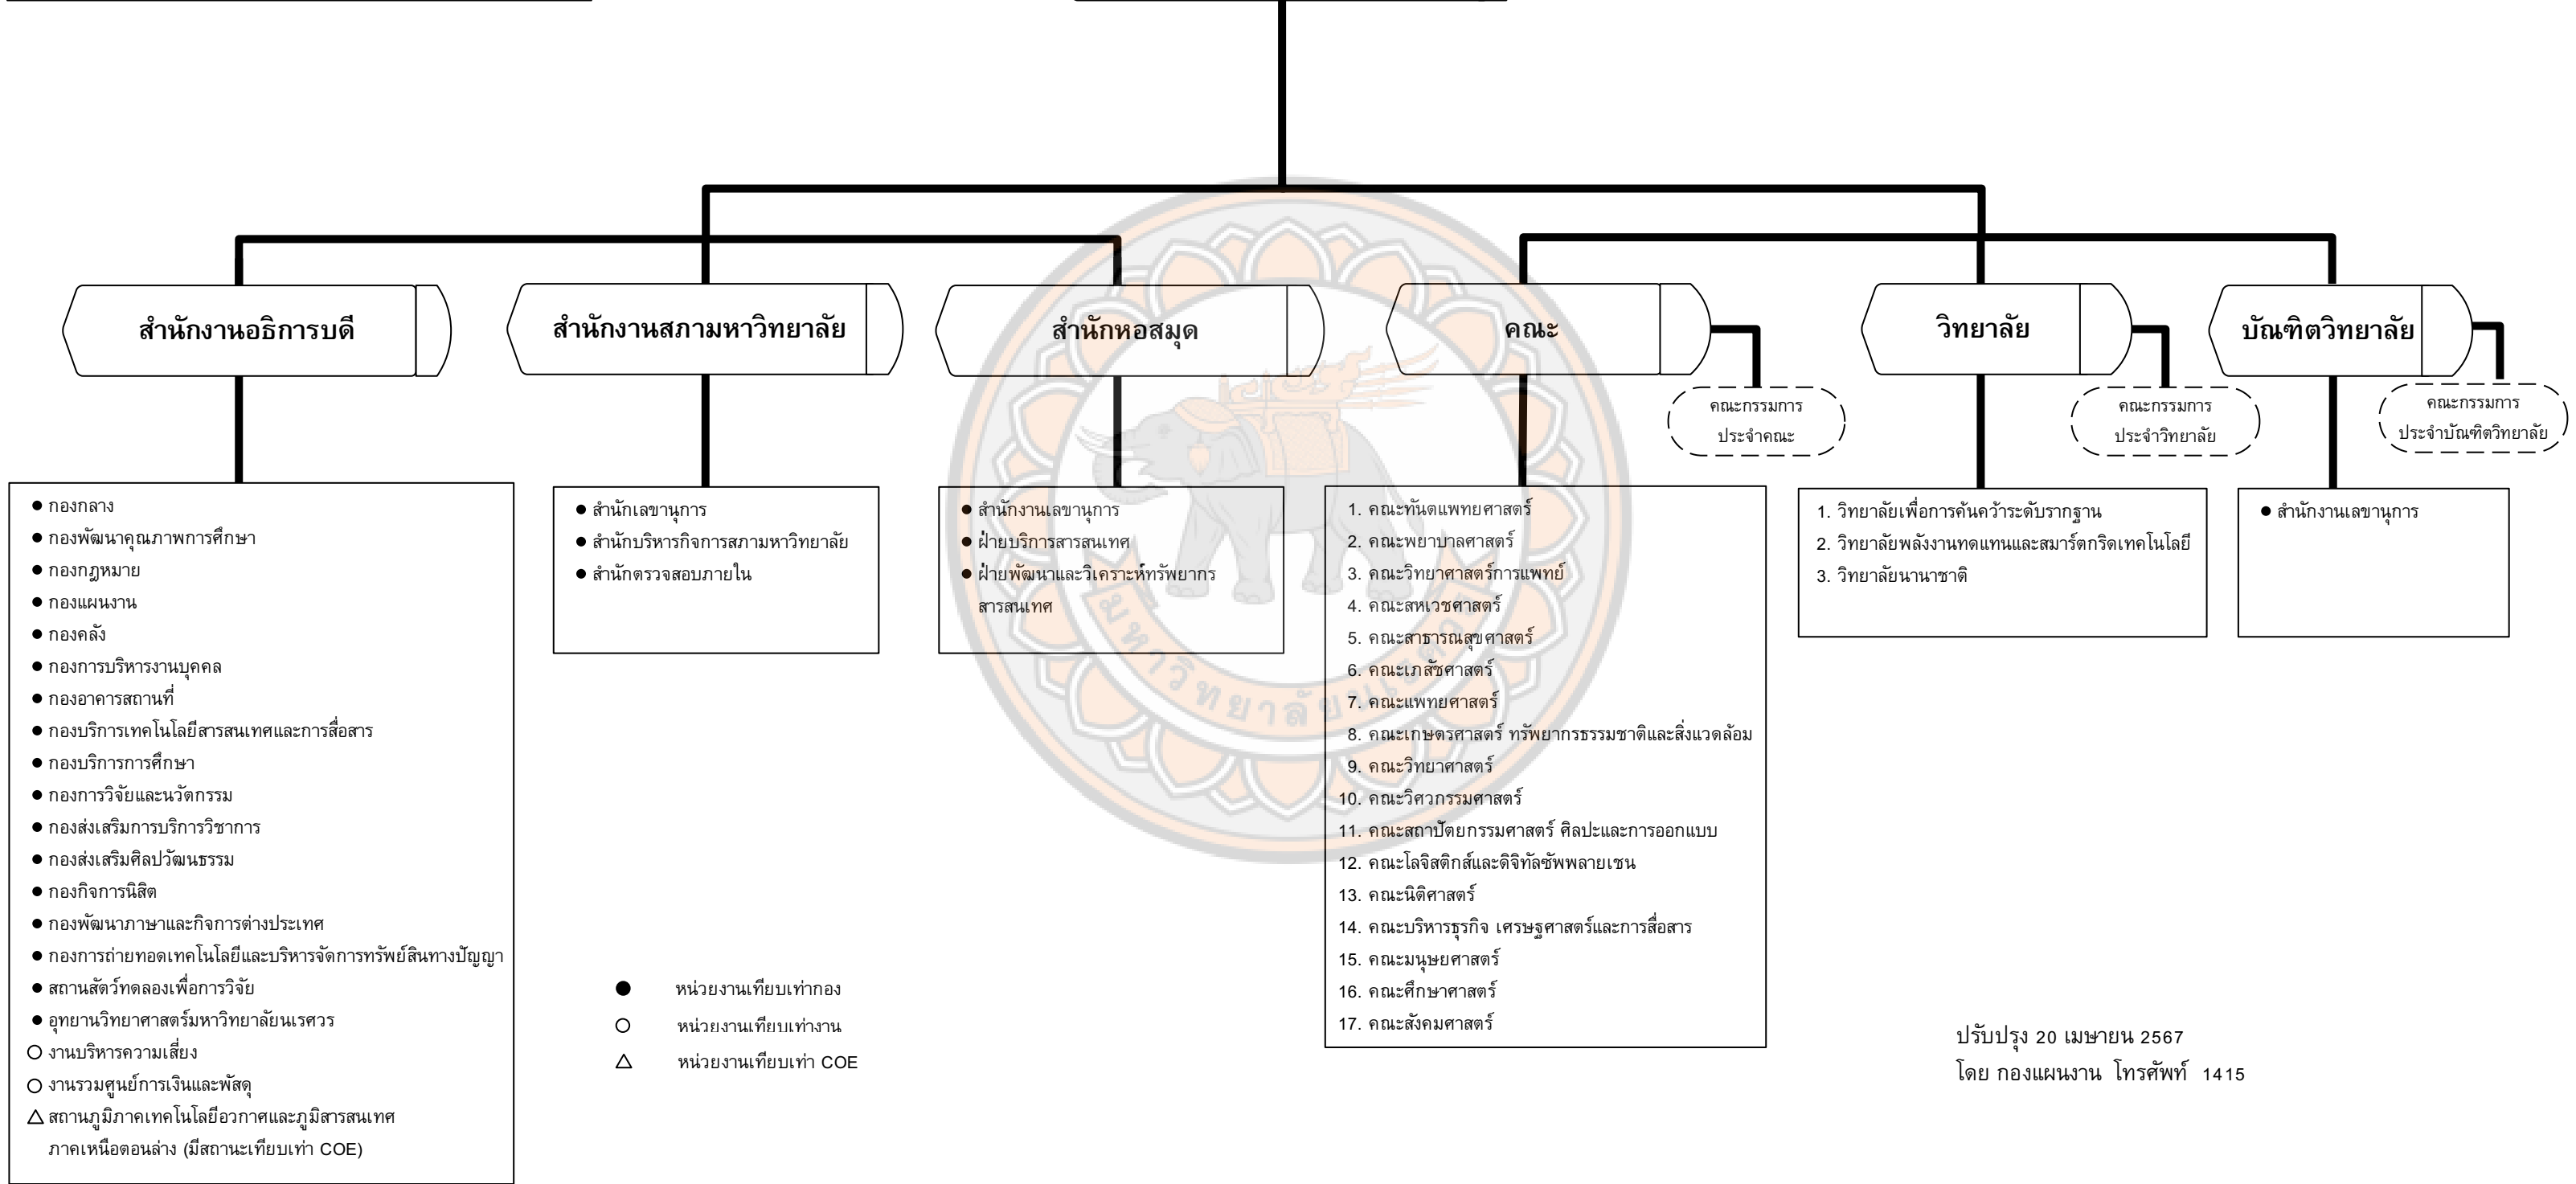 สำนักงานอธิการบดี
สำนักงานสภามหาวิทยาลัย
สำนักหอสมุด
คณะ
วิทยาลัย
บัณฑิตวิทยาลัย
คณะกรรมการ
ประจำคณะ
คณะกรรมการ
ประจำวิทยาลัย
คณะกรรมการ
ประจำบัณฑิตวิทยาลัย
● กองกลาง
● กองพัฒนาคุณภาพการศึกษา
● กองกฎหมาย
● กองแผนงาน
● กองคลัง
● กองการบริหารงานบุคคล
● กองอาคารสถานที่
● กองบริการเทคโนโลยีสารสนเทศและการสื่อสาร
● กองบริการการศึกษา
● กองการวิจัยและนวัตกรรม
● กองส่งเสริมการบริการวิชาการ
● กองส่งเสริมศิลปวัฒนธรรม
● กองกิจการนิสิต
● กองพัฒนาภาษาและกิจการต่างประเทศ
● กองการถ่ายทอดเทคโนโลยีและบริหารจัดการทรัพย์สินทางปัญญา
● สถานสัตว์ทดลองเพื่อการวิจัย
● อุทยานวิทยาศาสตร์มหาวิทยาลัยนเรศวร
○ งานบริหารความเสี่ยง
○ งานรวมศูนย์การเงินและพัสดุ
△ สถานภูมิภาคเทคโนโลยีอวกาศและภูมิสารสนเทศ
ภาคเหนือตอนล่าง (มีสถานะเทียบเท่า COE)
● สำนักเลขานุการ
● สำนักบริหารกิจการสภามหาวิทยาลัย
● สำนักตรวจสอบภายใน
● สำนักงานเลขานุการ
● ฝ่ายบริการสารสนเทศ
● ฝ่ายพัฒนาและวิเคราะห์ทรัพยากร
สารสนเทศ
1. คณะทันตแพทยศาสตร์
2. คณะพยาบาลศาสตร์
3. คณะวิทยาศาสตร์การแพทย์
4. คณะสหเวชศาสตร์
5. คณะสาธารณสุขศาสตร์
6. คณะเภสัชศาสตร์
7. คณะแพทยศาสตร์
8. คณะเกษตรศาสตร์ ทรัพยากรธรรมชาติและสิ่งแวดล้อม
9. คณะวิทยาศาสตร์
10. คณะวิศวกรรมศาสตร์
11. คณะสถาปัตยกรรมศาสตร์ ศิลปะและการออกแบบ
12. คณะโลจิสติกส์และดิจิทัลซัพพลายเชน
13. คณะนิติศาสตร์
14. คณะบริหารธุรกิจ เศรษฐศาสตร์และการสื่อสาร
15. คณะมนุษยศาสตร์
16. คณะศึกษาศาสตร์
17. คณะสังคมศาสตร์
1. วิทยาลัยเพื่อการค้นคว้าระดับรากฐาน
2. วิทยาลัยพลังงานทดแทนและสมาร์ตกริดเทคโนโลยี
3. วิทยาลัยนานาชาติ
● สำนักงานเลขานุการ
มหาวิทยาลัยนเรศวร
● หน่วยงานเทียบเท่ากอง
○ หน่วยงานเทียบเท่างาน
△ หน่วยงานเทียบเท่า COE
ปรับปรุง 20 เมษายน 2567
โดย กองแผนงาน โทรศัพท์ 1415